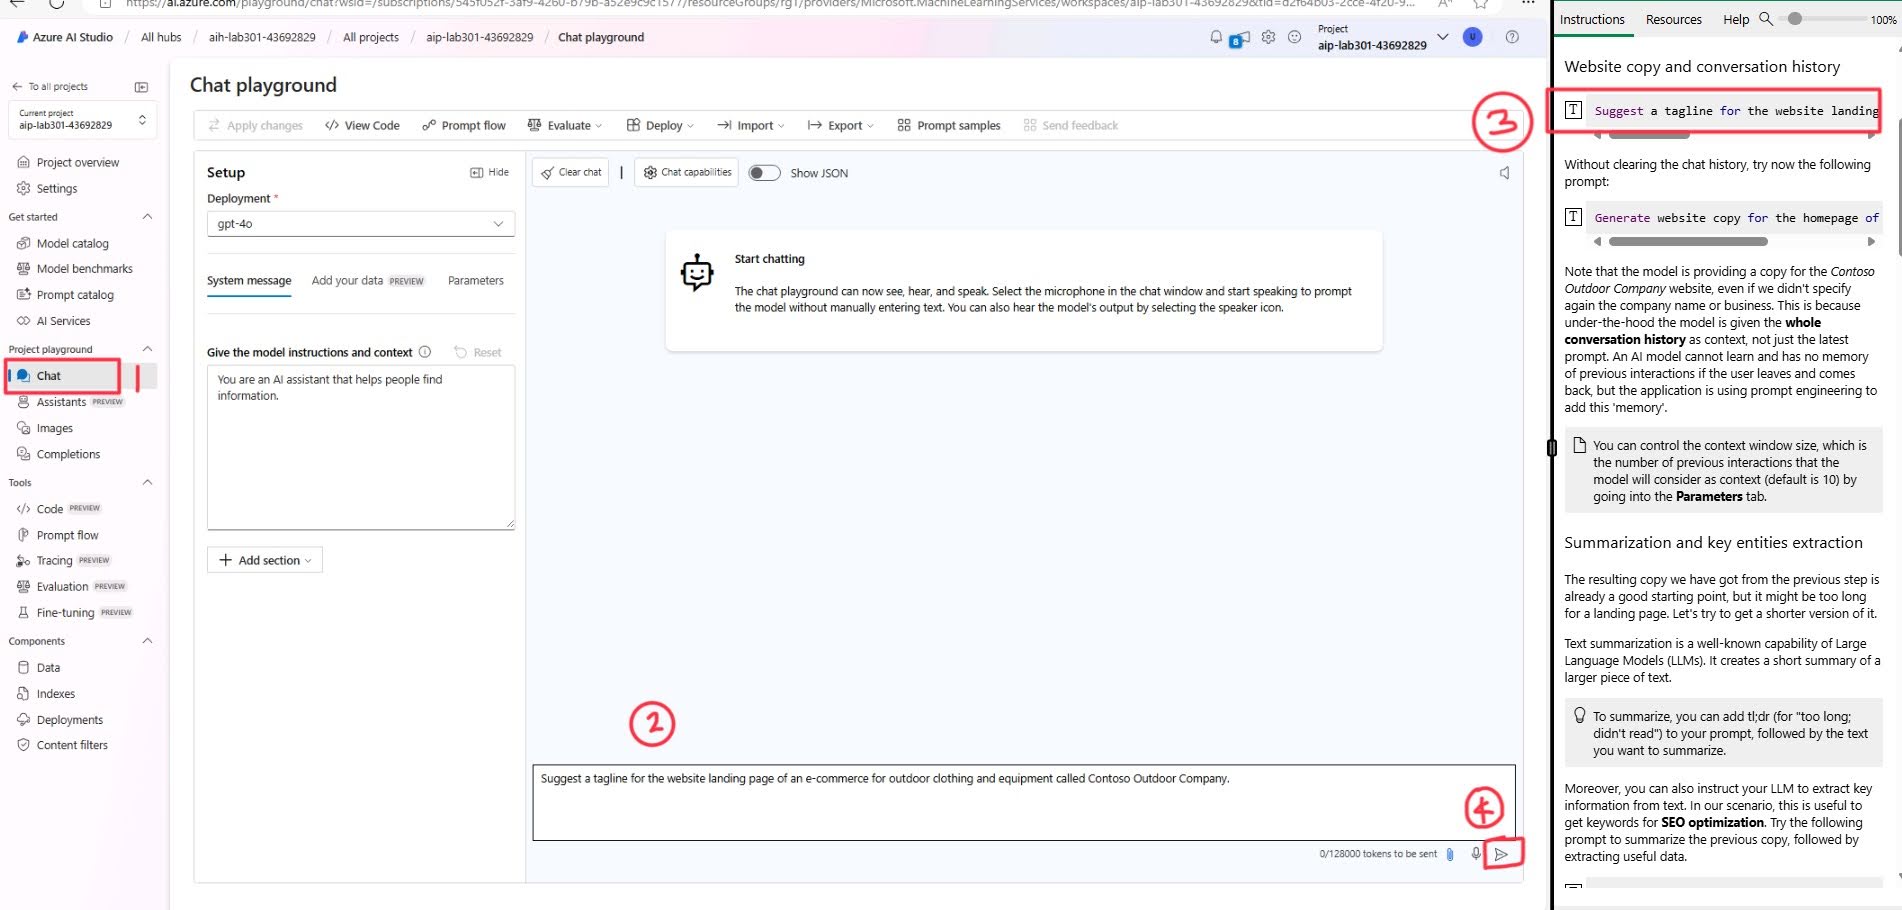 https://ai.azure.com/playground/chat?wsid=/subscriptions/545f052f-3af9-4260-b79b-a52e9c9c1577/resourceGroups/rg1/providers/Microsoft.MachineLearningServices/workspaces/aip-lab301-43692829&tid=d2f64b03-2cce-4f20-9...
Azure AI Studio / All hubs / aih-lab301-43692829 / All projects / aip-lab301-43692829 / Chat playground
8
Project
aip-lab301-43692829
U
To all projects
Current project
aip-lab301-43692829
Project overview
Settings
Get started
Model catalog
Model benchmarks
Prompt catalog
AI Services
Project playground
Chat
1
Assistants PREVIEW
Images
Completions
Tools
Code PREVIEW
Prompt flow
Tracing PREVIEW
Evaluation PREVIEW
Fine-tuning PREVIEW
Components
Data
Indexes
Deployments
Content filters
Chat playground
Apply changes
View Code
Prompt flow
Evaluate
Deploy
Import
Export
Prompt samples
Send feedback
Setup
Hide
Deployment *
gpt-4o
System message
Add your data PREVIEW
Parameters
Give the model instructions and context
Reset
You are an AI assistant that helps people find
information.
Add section
Clear chat
Chat capabilities
Show JSON
Start chatting
The chat playground can now see, hear, and speak. Select the microphone in the chat window and start speaking to prompt
the model without manually entering text. You can also hear the model's output by selecting the speaker icon.
2
Suggest a tagline for the website landing page of an e-commerce for outdoor clothing and equipment called Contoso Outdoor Company.
4
0/128000 tokens to be sent
Instructions
Resources
Help
100%
Website copy and conversation history
3
T Suggest a tagline for the website landing
Without clearing the chat history, try now the following
prompt:
T Generate website copy for the homepage of
Note that the model is providing a copy for the Contoso
Outdoor Company website, even if we didn't specify
again the company name or business. This is because
under-the-hood the model is given the whole
conversation history as context, not just the latest
prompt. An AI model cannot learn and has no memory
of previous interactions if the user leaves and comes
back, but the application is using prompt engineering to
add this 'memory'.
You can control the context window size, which is
the number of previous interactions that the
model will consider as context (default is 10) by
going into the Parameters tab.
Summarization and key entities extraction
The resulting copy we have got from the previous step is
already a good starting point, but it might be too long
for a landing page. Let's try to get a shorter version of it.
Text summarization is a well-known capability of Large
Language Models (LLMs). It creates a short summary of a
larger piece of text.
To summarize, you can add tl;dr (for "too long;
didn't read") to your prompt, followed by the text
you want to summarize.
Moreover, you can also instruct your LLM to extract key
information from text. In our scenario, this is useful to
get keywords for SEO optimization. Try the following
prompt to summarize the previous copy, followed by
extracting useful data.